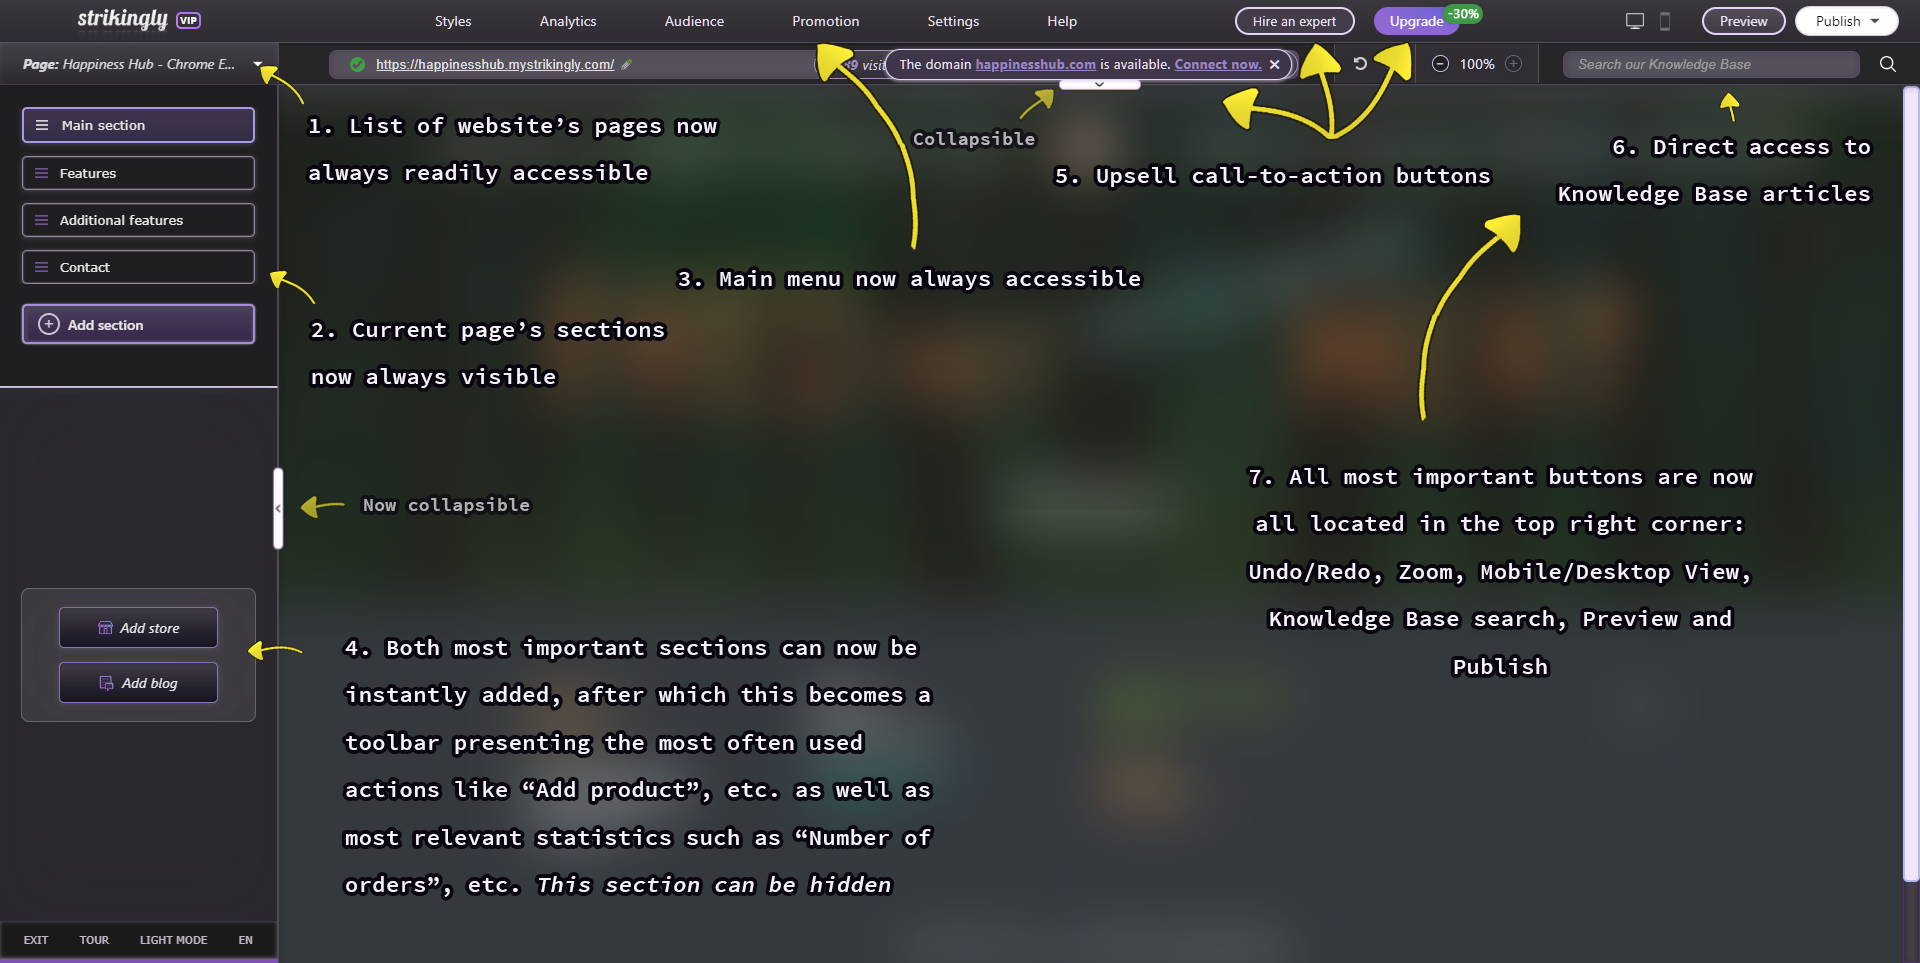 strikingly VIP
Styles
Analytics
Audience
Promotion
Settings
Help
Hire an expert
Upgrade
-30%
Preview
Publish
Page: Happiness Hub - Chrome E...
https://happinesshub.mystrikingly.com/
The domain happinesshub.com is available. Connect now.
100%
Search our Knowledge Base
Main section
Features
Additional features
Contact
Add section
Add store
Add blog
EXIT
TOUR
LIGHT MODE
EN
1. List of website’s pages now
always readily accessible
2. Current page’s sections
now always visible
3. Main menu now always accessible
Collapsible
5. Upsell call-to-action buttons
6. Direct access to
Knowledge Base articles
Now collapsible
7. All most important buttons are now
all located in the top right corner:
Undo/Redo, Zoom, Mobile/Desktop View,
Knowledge Base search, Preview and
Publish
4. Both most important sections can now be
instantly added, after which this becomes a
toolbar presenting the most often used
actions like “Add product”, etc. as well as
most relevant statistics such as “Number of
orders”, etc. This section can be hidden